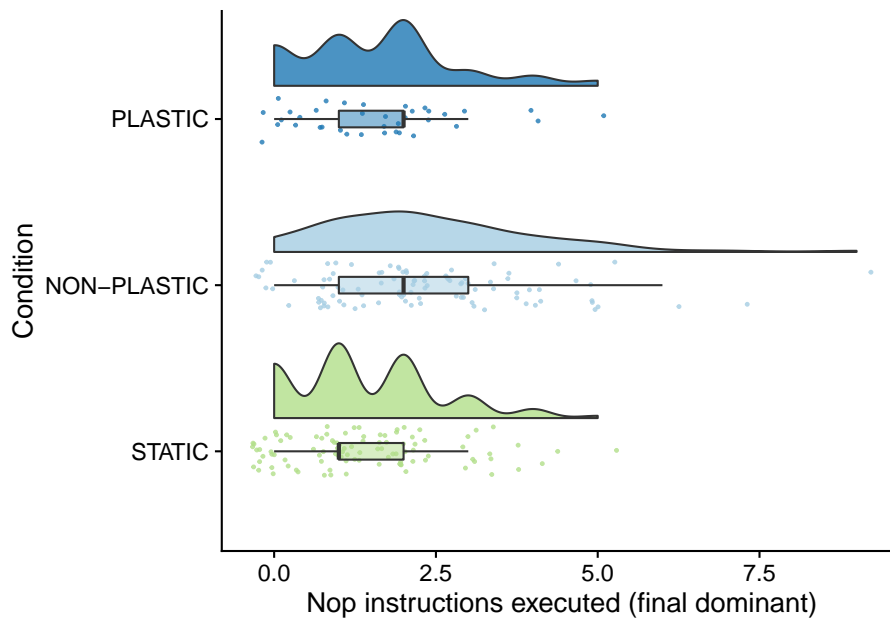 PLASTIC
NON−PLASTIC
STATIC
Condition
0.0 2.5 5.0 7.5
Nop instructions executed (final dominant)